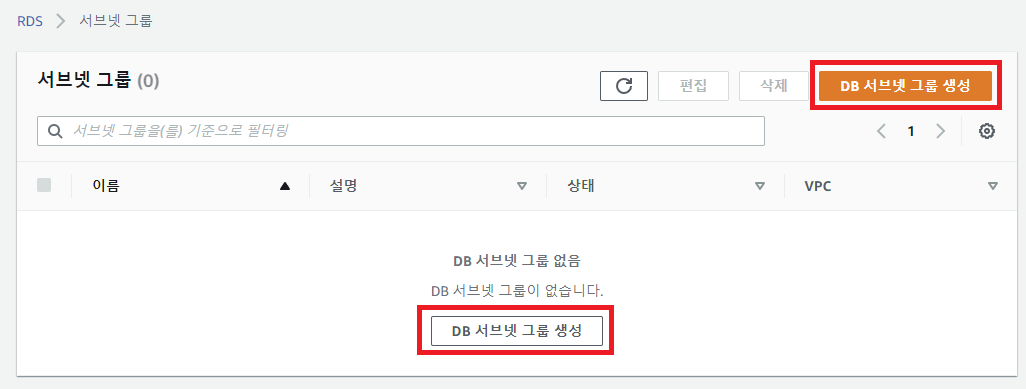 RDS > 서브넷 그룹
서브넷 그룹 (0)
편집 삭제 DB 서브넷 그룹 생성
서브넷 그룹을(를) 기준으로 필터링
1
이름 설명 상태 VPC
DB 서브넷 그룹 없음
DB 서브넷 그룹이 없습니다.
DB 서브넷 그룹 생성